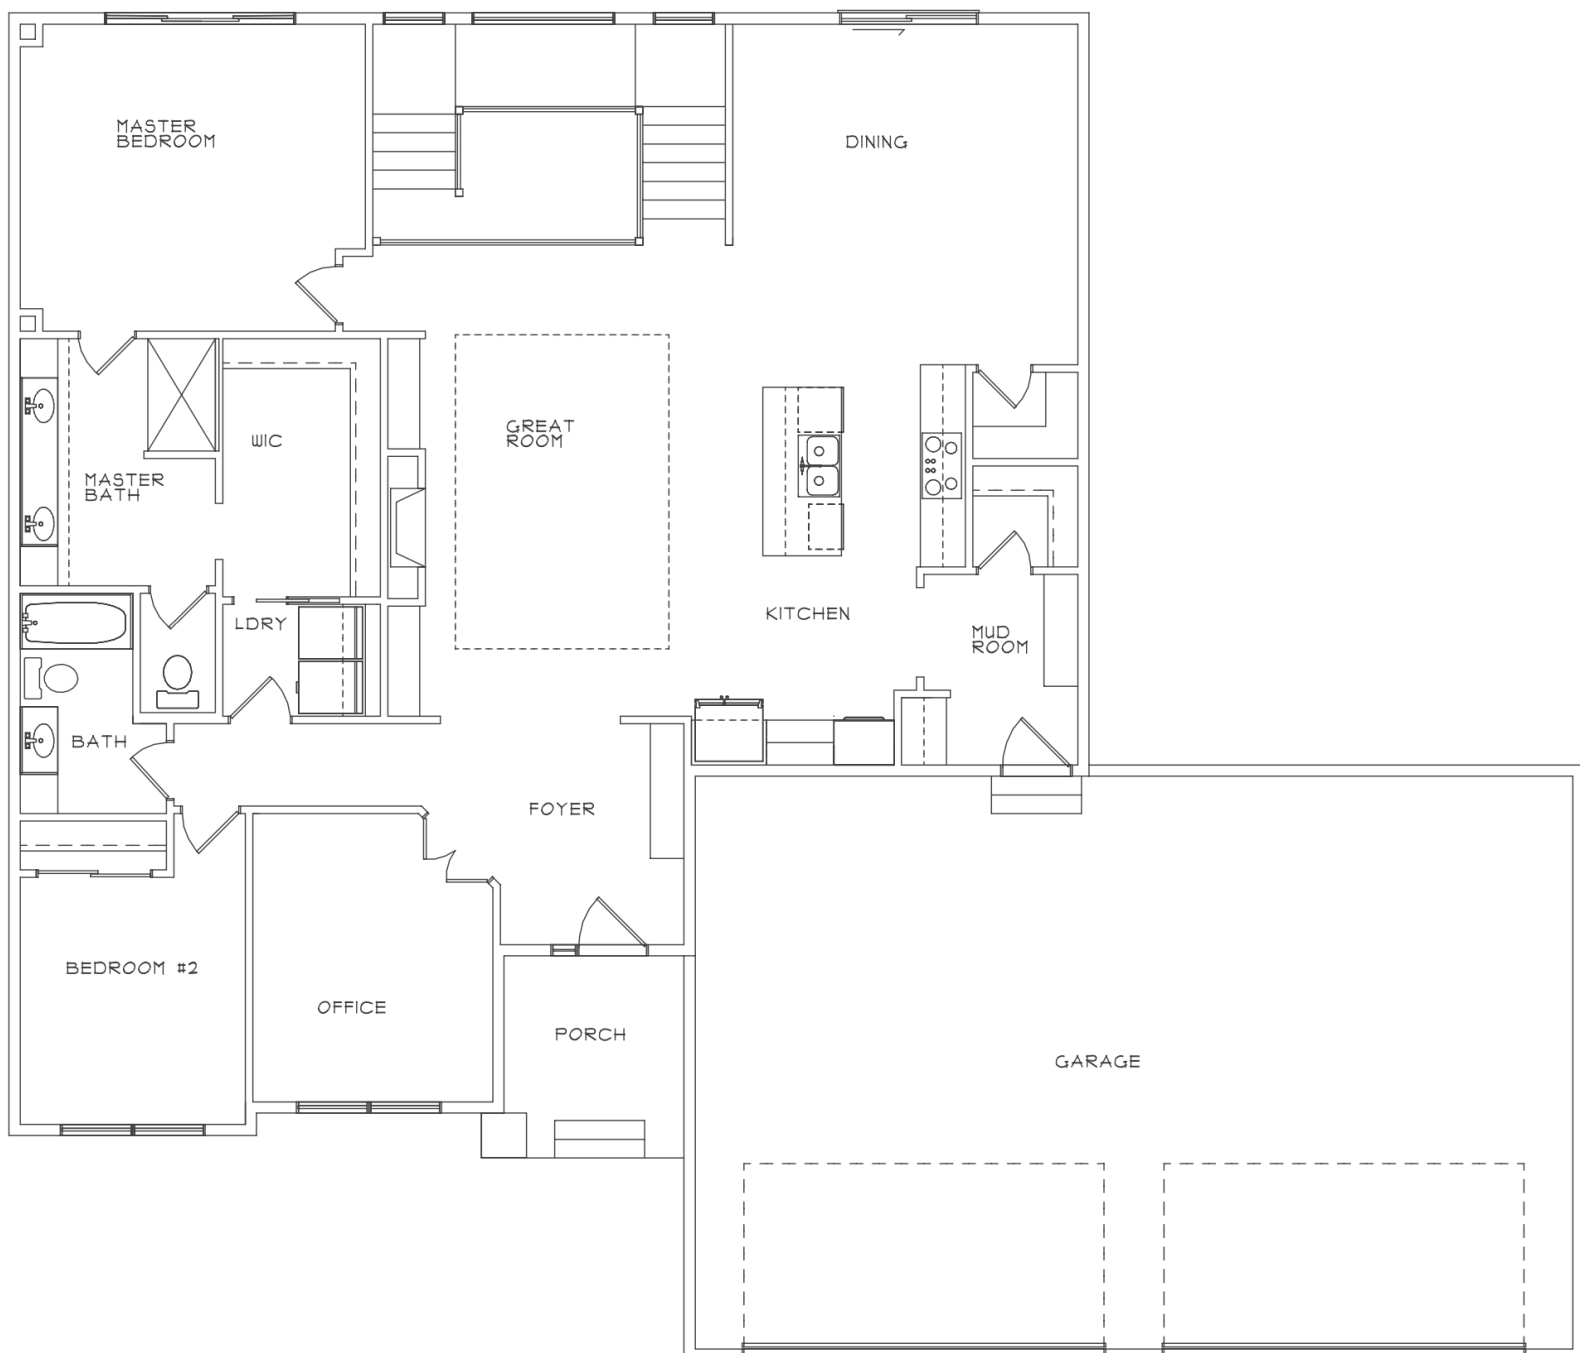 MASTER
BEDROOM
DINING
GREAT
ROOM
WIC
MASTER
BATH
KITCHEN
LDRY
MUD
ROOM
BATH
FOYER
BEDROOM #2
OFFICE
PORCH
GARAGE